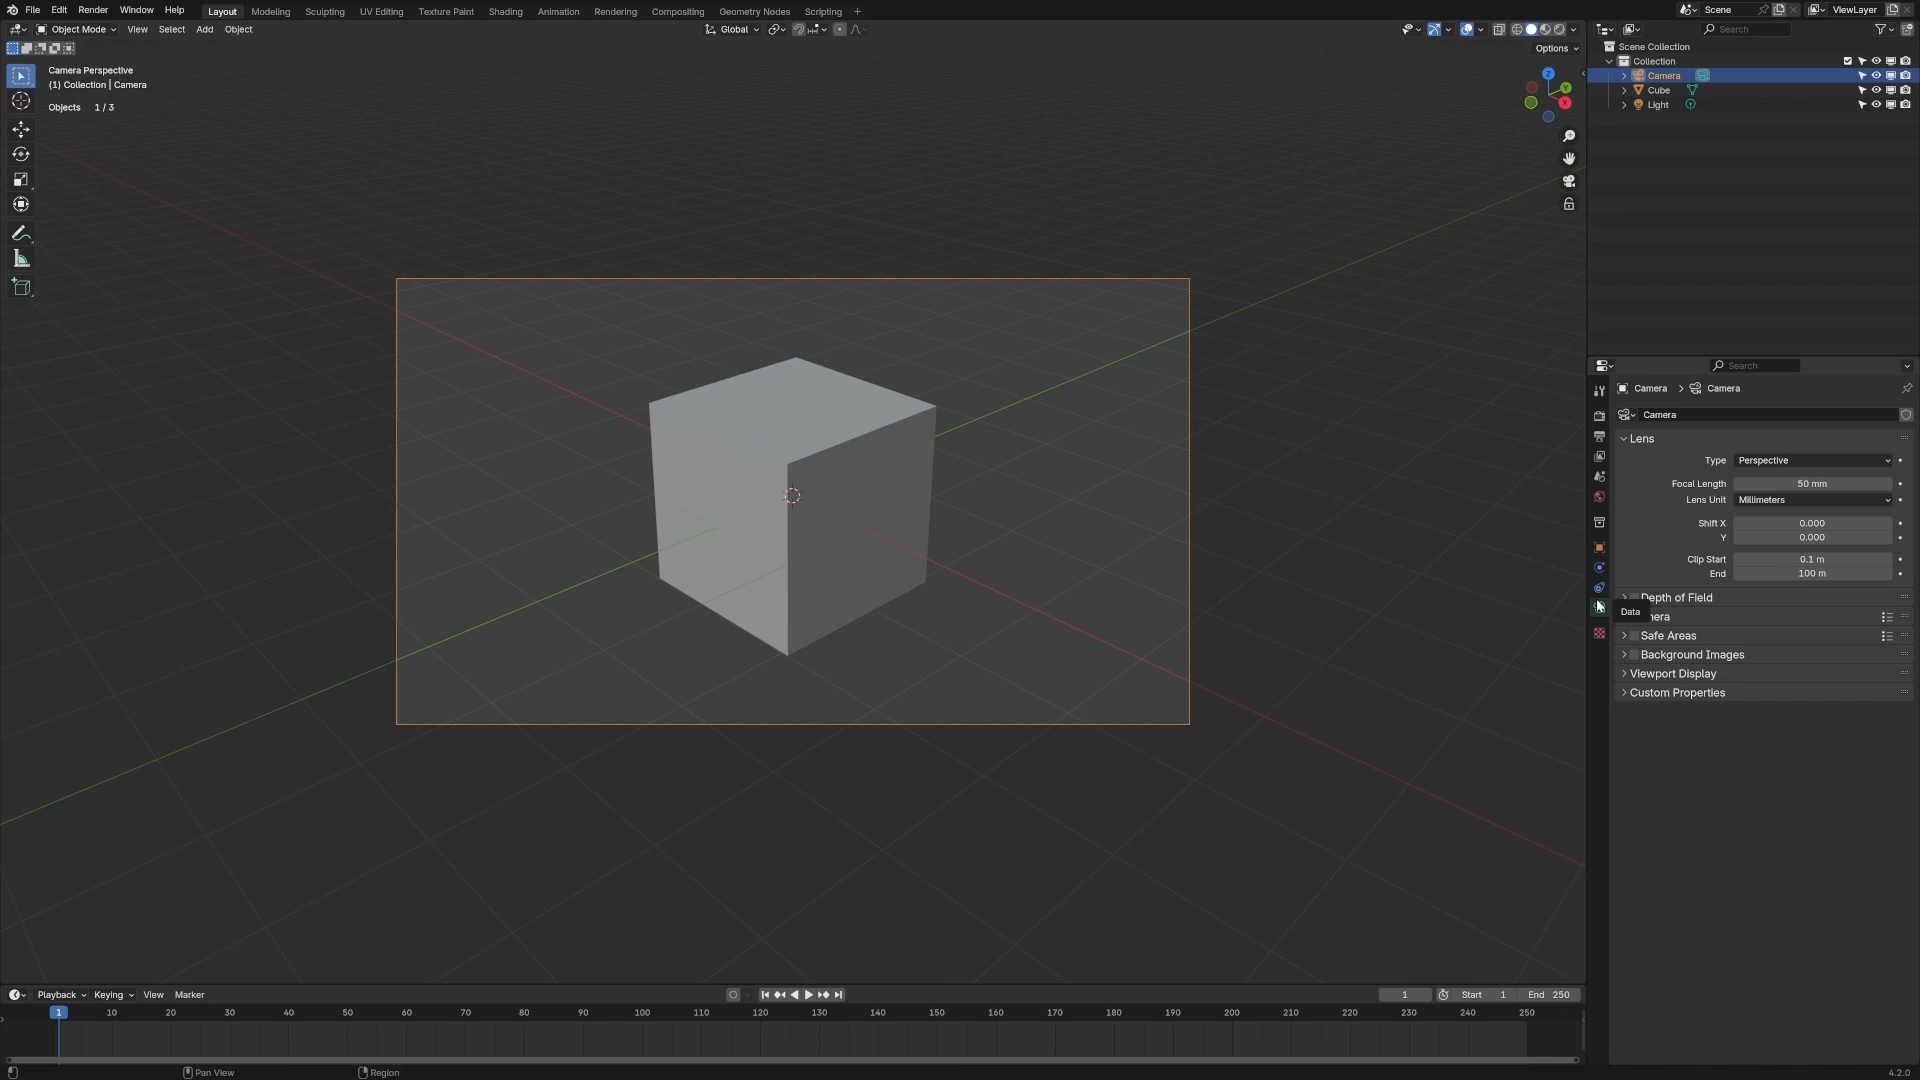 File Edit Render Window Help Layout Modeling Sculpting UV Editing Texture Paint Shading Animation Rendering Compositing Geometry Nodes Scripting + Scene ViewLayer
Object Mode View Select Add Object Global Search
Options
Camera Perspective
(1) Collection | Camera
Objects 1 / 3
Z
Y
X
Scene Collection
Collection
Camera
Cube
Light
Search
Camera > Camera
Camera
Lens
Type Perspective
Focal Length 50 mm
Lens Unit Millimeters
Shift X 0.000
Y 0.000
Clip Start 0.1 m
End 100 m
Depth of Field
Data
era
Safe Areas
Background Images
Viewport Display
Custom Properties
Playback Keying View Marker 1 Start 1 End 250
1 10 20 30 40 50 60 70 80 90 100 110 120 130 140 150 160 170 180 190 200 210 220 230 240 250
Pan View Region 4.2.0